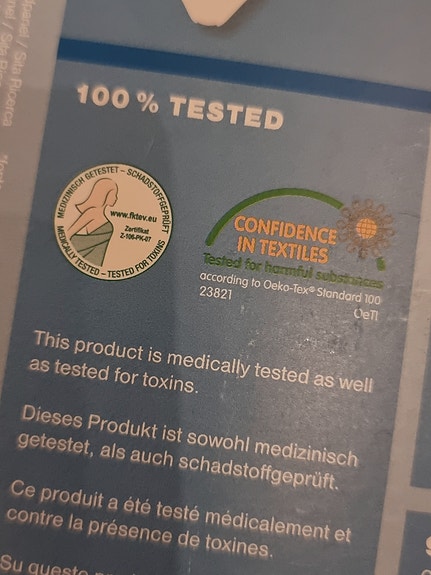 100 % TESTED
MEDIZINISCH GETESTET – SCHADSTOFFGEPRÜFT
www.fktev.eu
Zertifikat
Z-106-PK-07
MEDICALLY TESTED – TESTED FOR TOXINS
CONFIDENCE
IN TEXTILES
Tested for harmful substances
according to Oeko-Tex® Standard 100
23821 OeTI
This product is medically tested as well
as tested for toxins.
Dieses Produkt ist sowohl medizinisch
getestet, als auch schadstoffgeprüft.
Ce produit a été testé médicalement et
contre la présence de toxines.
Su questo